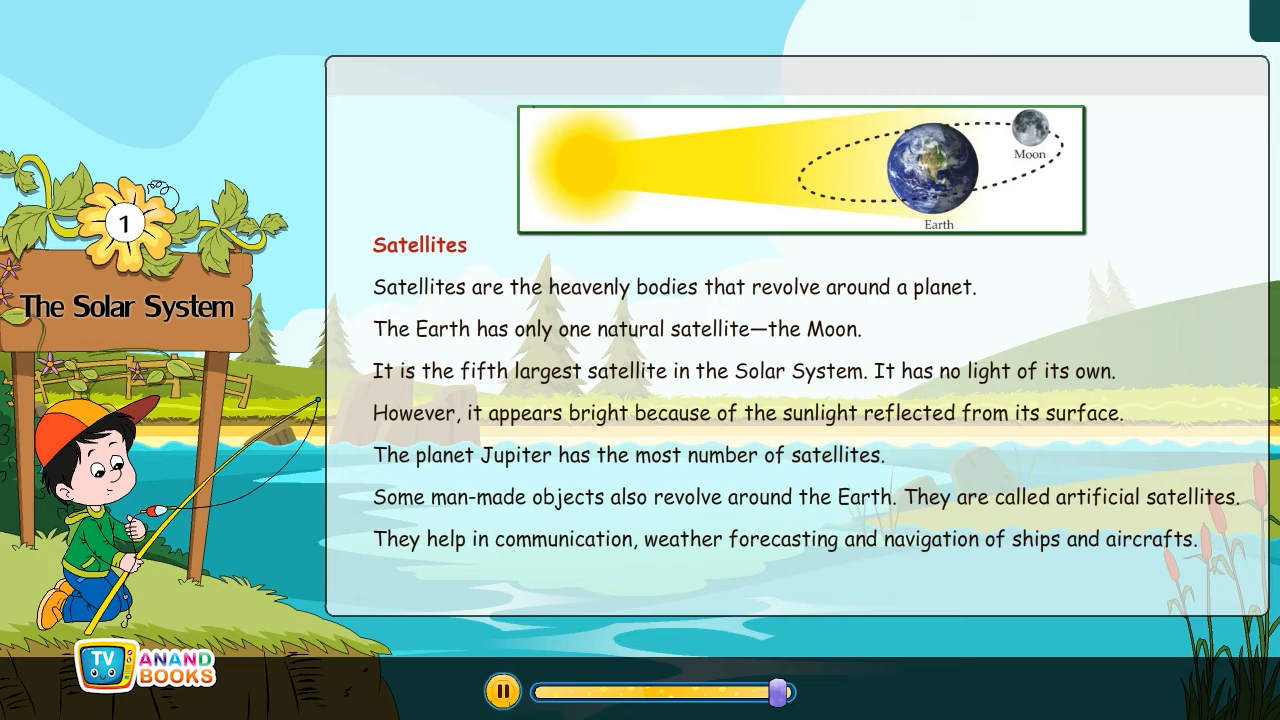 Moon
Earth
1
The Solar System
Satellites
Satellites are the heavenly bodies that revolve around a planet.
The Earth has only one natural satellite—the Moon.
It is the fifth largest satellite in the Solar System. It has no light of its own.
However, it appears bright because of the sunlight reflected from its surface.
The planet Jupiter has the most number of satellites.
Some man-made objects also revolve around the Earth. They are called artificial satellites.
They help in communication, weather forecasting and navigation of ships and aircrafts.
TV
ANAND
BOOKS